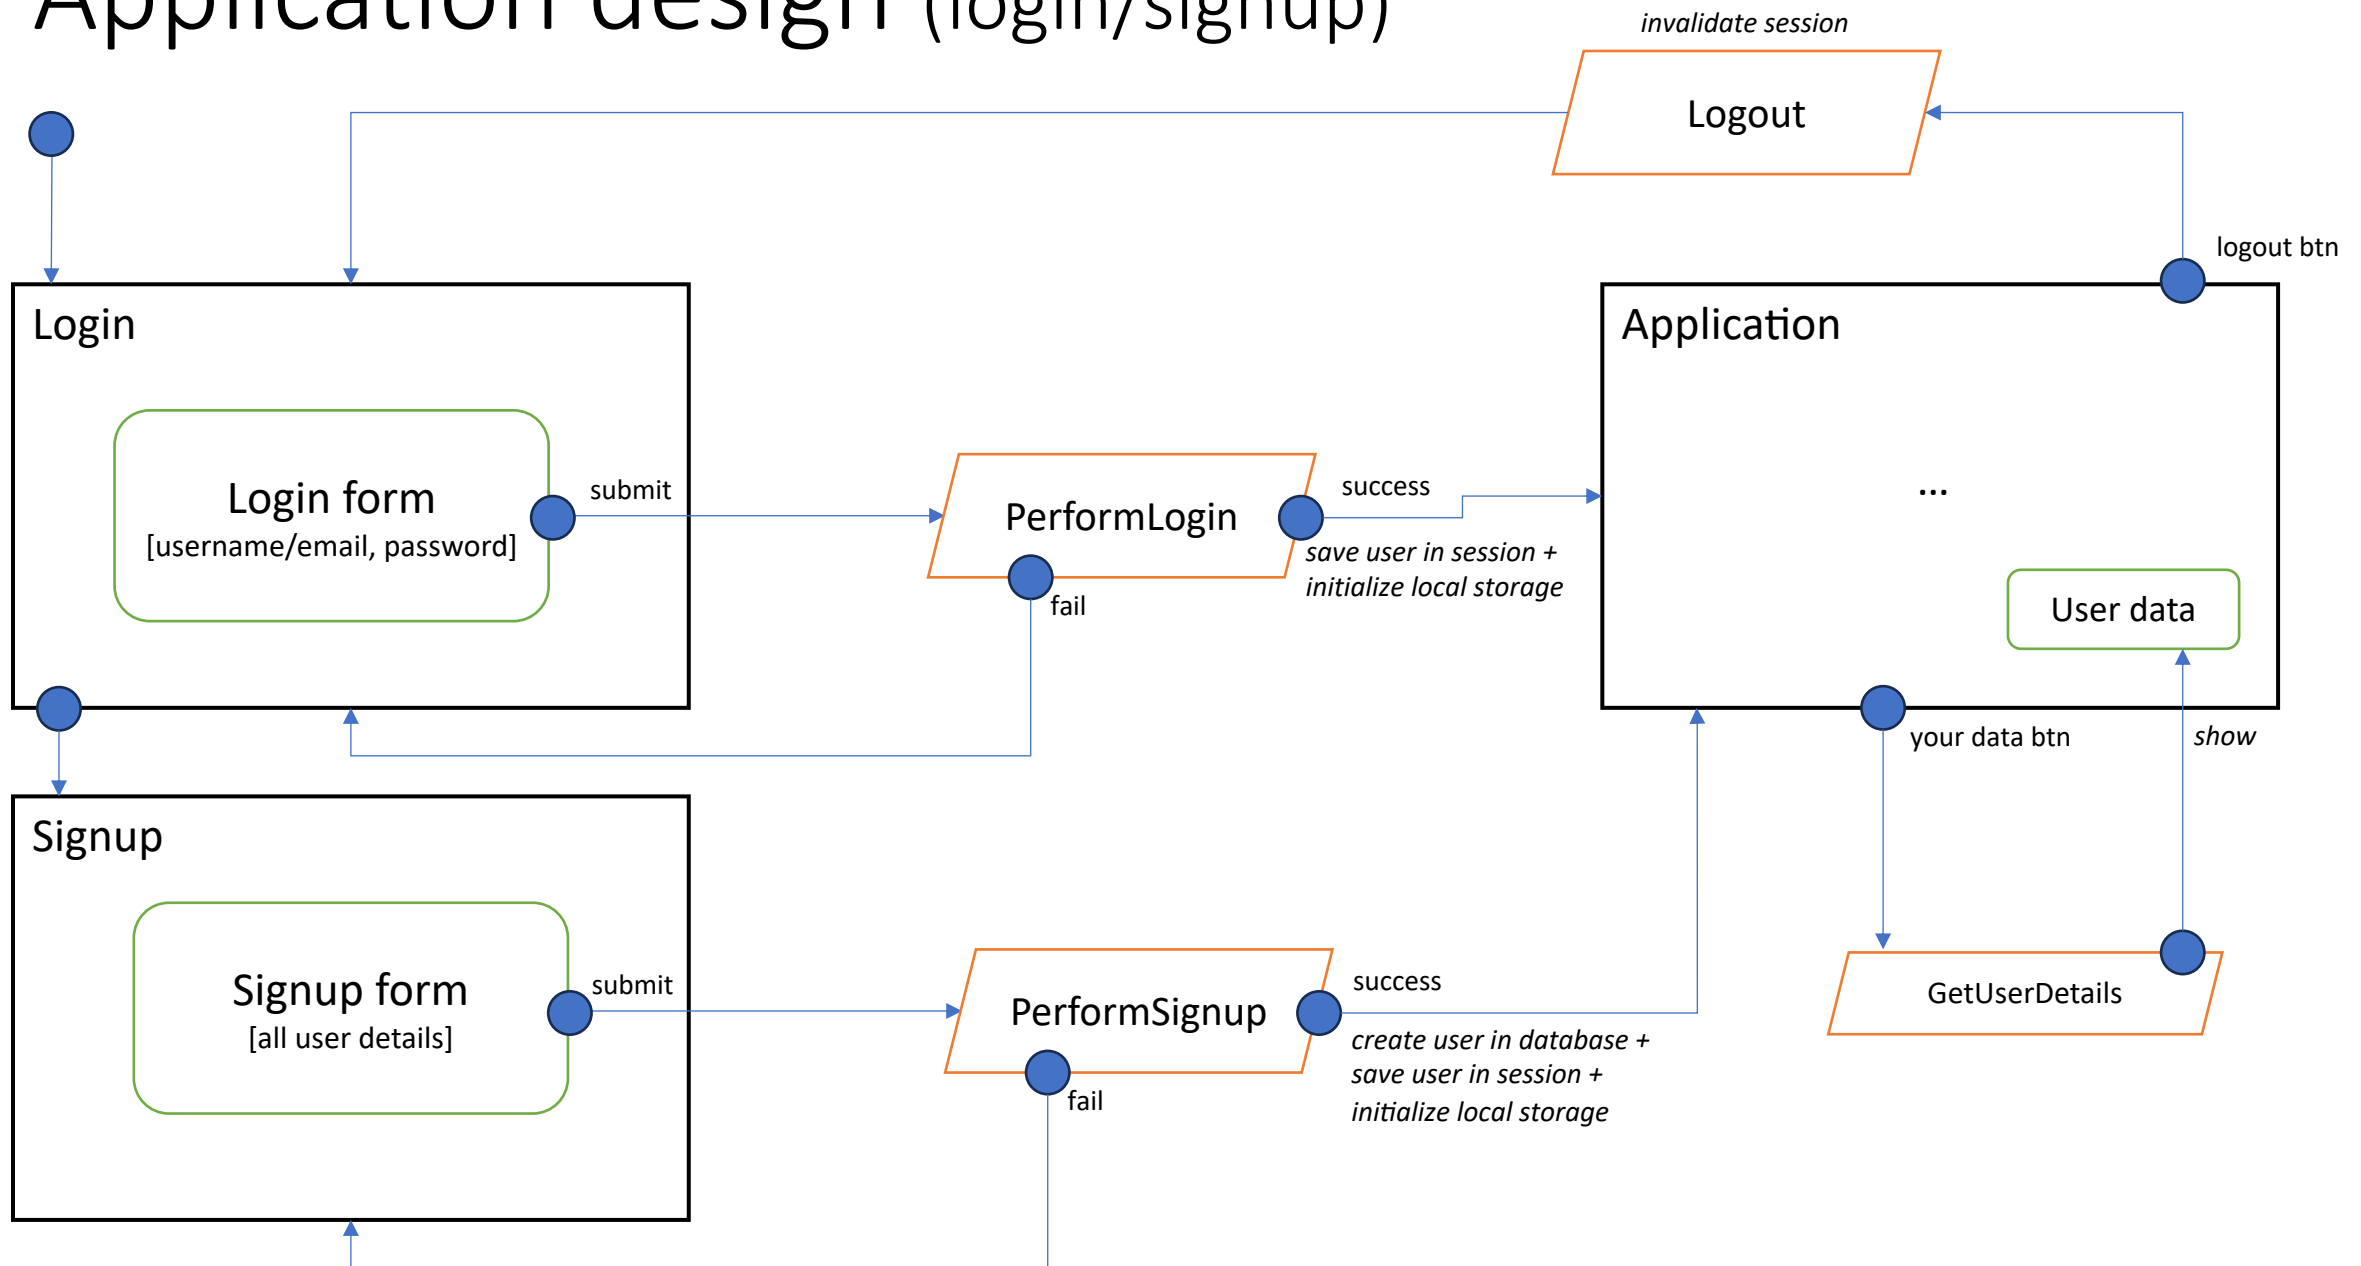 Application design (login/signup)
invalidate session
Logout
logout btn
Login
Application
Login form
[username/email, password]
submit
PerformLogin
success
save user in session +
initialize local storage
fail
...
User data
your data btn
show
Signup
Signup form
[all user details]
submit
PerformSignup
success
create user in database +
save user in session +
initialize local storage
fail
GetUserDetails